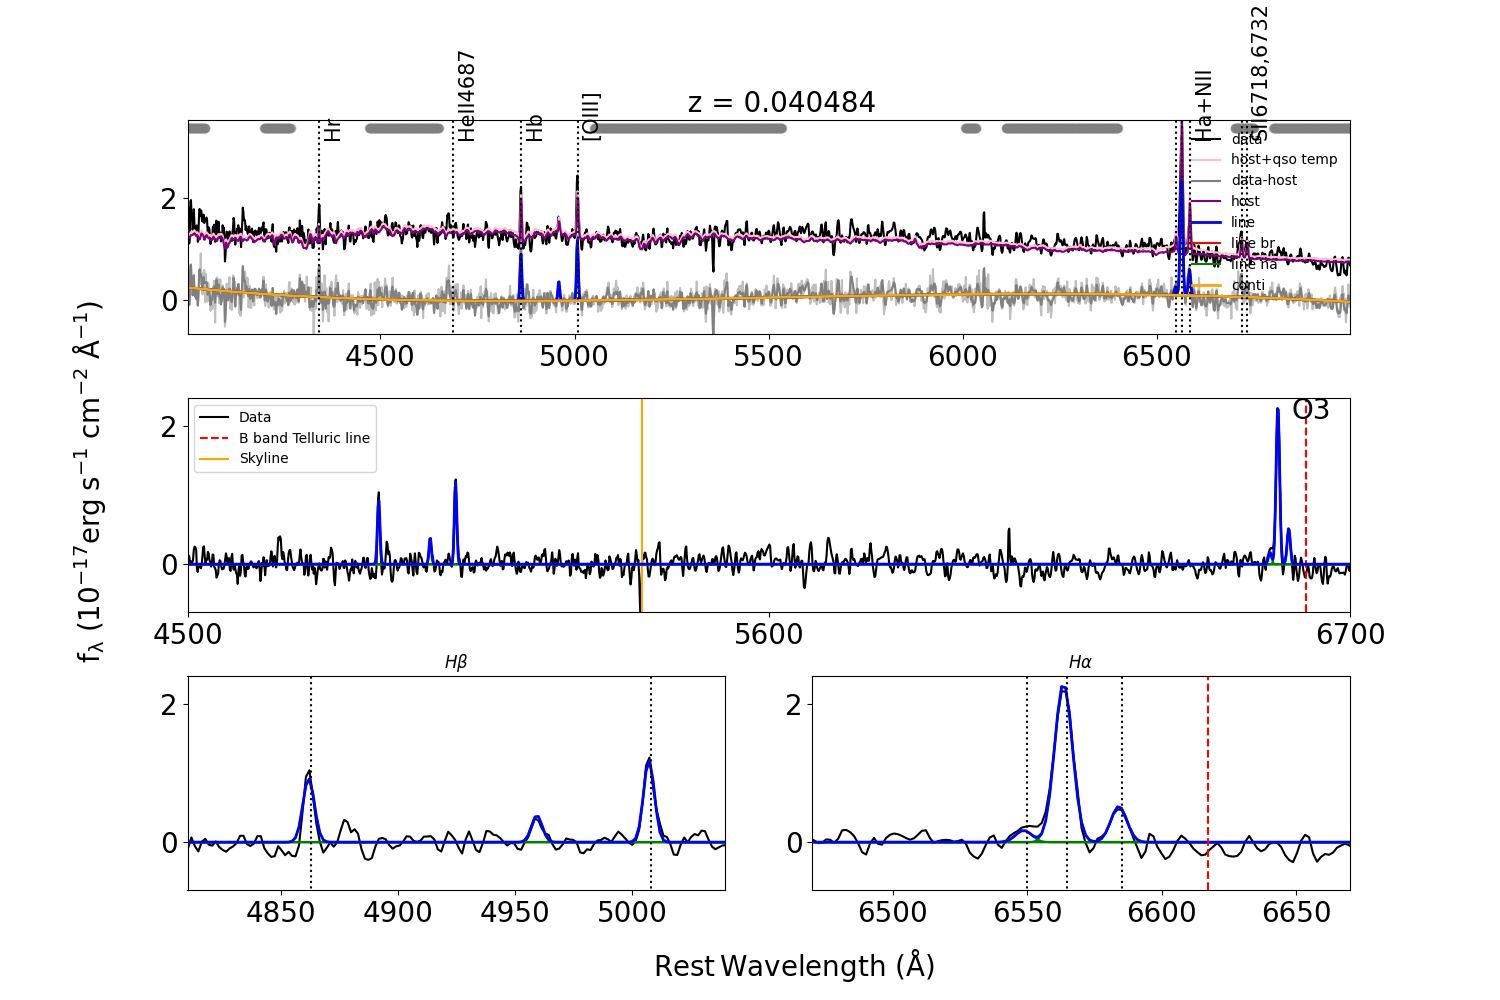 z = 0.040484
Hr
HeII4687
Hb
[OIII]
Ha+NII
SII6718,6732
data
host+qso temp
data-host
host
line
line br
line na
conti
2
0
4500 5000 5500 6000 6500
Data
B band Telluric line
Skyline
O3
2
0
4500 5600 6700
fλ (10⁻¹⁷erg s⁻¹ cm⁻² Å⁻¹)
Hβ
2
0
4850 4900 4950 5000
Hα
2
0
6500 6550 6600 6650
Rest Wavelength (Å)